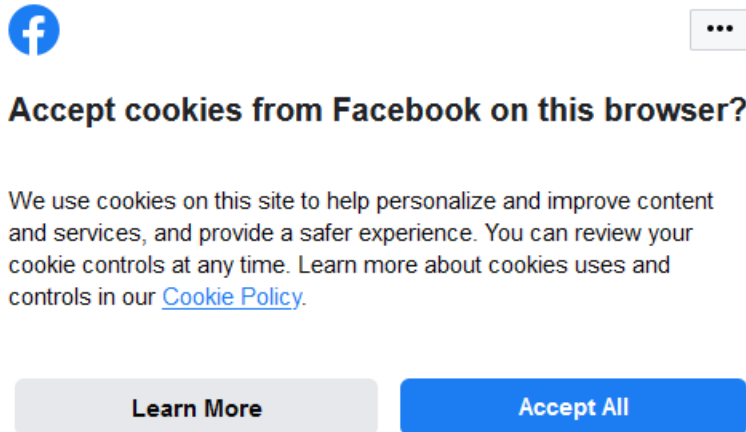 Accept cookies from Facebook on this browser?
We use cookies on this site to help personalize and improve content
and services, and provide a safer experience. You can review your
cookie controls at any time. Learn more about cookies uses and
controls in our Cookie Policy.
Learn More Accept All